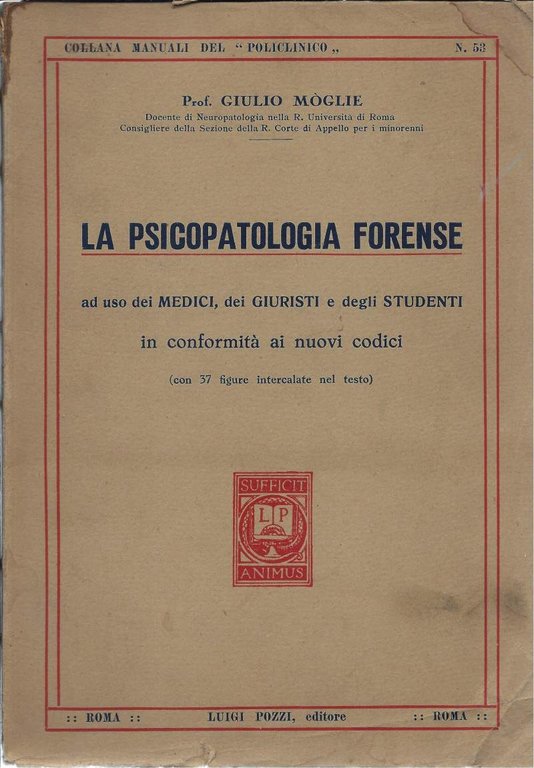 COLLANA MANUALI DEL “ POLICLINICO „ N. 53
Prof. GIULIO MÒGLIE
Docente di Neuropatologia nella R. Università di Roma
Consigliere della Sezione della R. Corte di Appello per i minorenni
LA PSICOPATOLOGIA FORENSE
ad uso dei MEDICI, dei GIURISTI e degli STUDENTI
in conformità ai nuovi codici
(con 37 figure intercalate nel testo)
SUFFICIT
L P
ANIMUS
:: ROMA :: LUIGI POZZI, editore :: ROMA ::